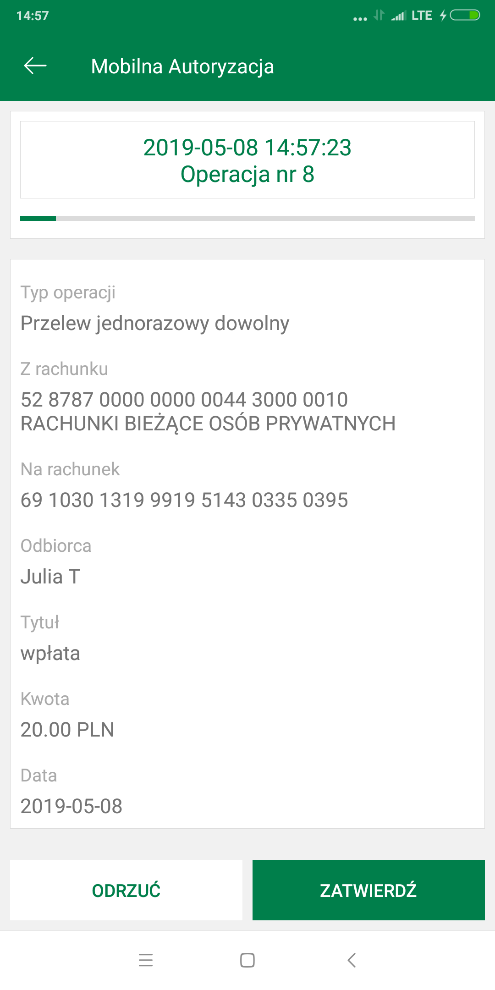 14:57
LTE
Mobilna Autoryzacja
2019-05-08 14:57:23
Operacja nr 8
Typ operacji
Przelew jednorazowy dowolny
Z rachunku
52 8787 0000 0000 0044 3000 0010
RACHUNKI BIEŻĄCE OSÓB PRYWATNYCH
Na rachunek
69 1030 1319 9919 5143 0335 0395
Odbiorca
Julia T
Tytuł
wpłata
Kwota
20.00 PLN
Data
2019-05-08
ODRZUĆ
ZATWIERDŹ